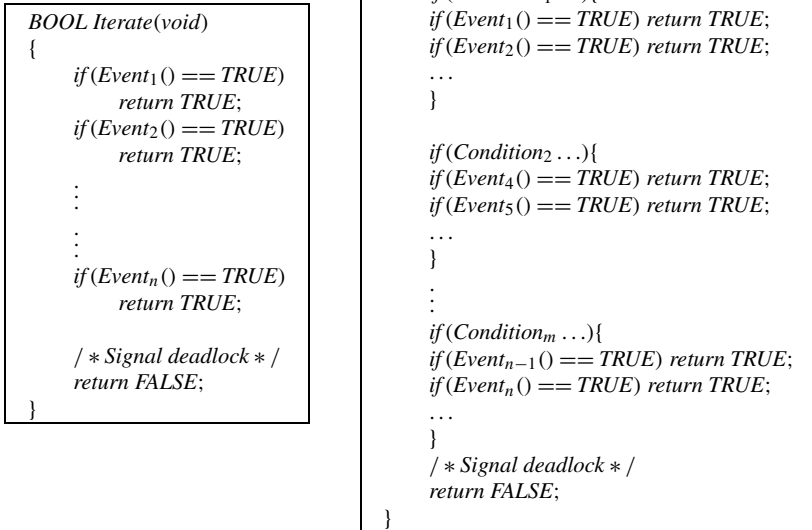 BOOL Iterate(void)
{
if(Event₁() == TRUE)
return TRUE;
if(Event₂() == TRUE)
return TRUE;
⋮
⋮
if(Eventₙ() == TRUE)
return TRUE;
/ * Signal deadlock * /
return FALSE;
}
if(Event₁() == TRUE) return TRUE;
if(Event₂() == TRUE) return TRUE;
...
}
if(Condition₂ ...){
if(Event₄() == TRUE) return TRUE;
if(Event₅() == TRUE) return TRUE;
...
}
⋮
if(Conditionₘ ...){
if(Eventₙ₋₁() == TRUE) return TRUE;
if(Eventₙ() == TRUE) return TRUE;
...
}
/ * Signal deadlock * /
return FALSE;
}